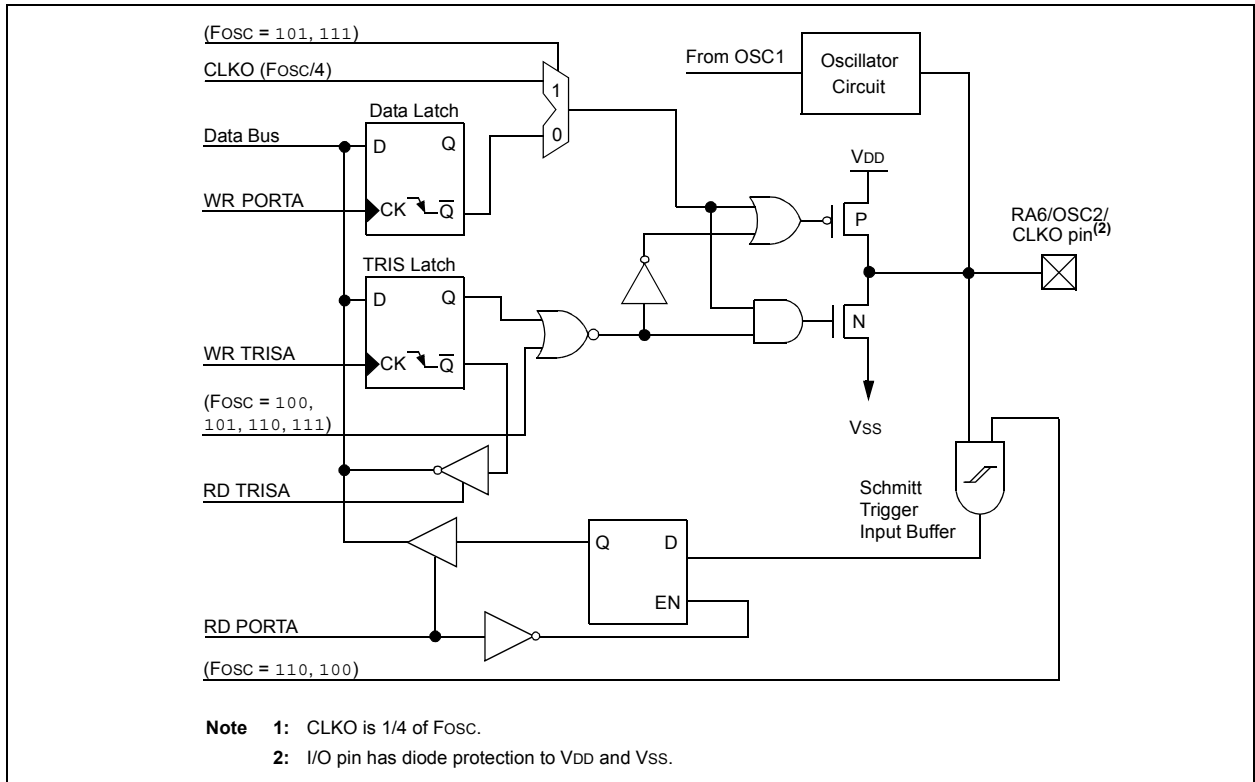 (FOSC = 101, 111)
CLKO (FOSC/4)
From OSC1
Oscillator
Circuit
1
0
Data Latch
Data Bus
D
Q
WR PORTA
CK
Q
VDD
P
RA6/OSC2/
CLKO pin(2)
TRIS Latch
D
Q
N
WR TRISA
CK
Q
(FOSC = 100,
101, 110, 111)
VSS
RD TRISA
Schmitt
Trigger
Input Buffer
Q
D
EN
RD PORTA
(FOSC = 110, 100)
Note 1: CLKO is 1/4 of FOSC.
2: I/O pin has diode protection to VDD and VSS.